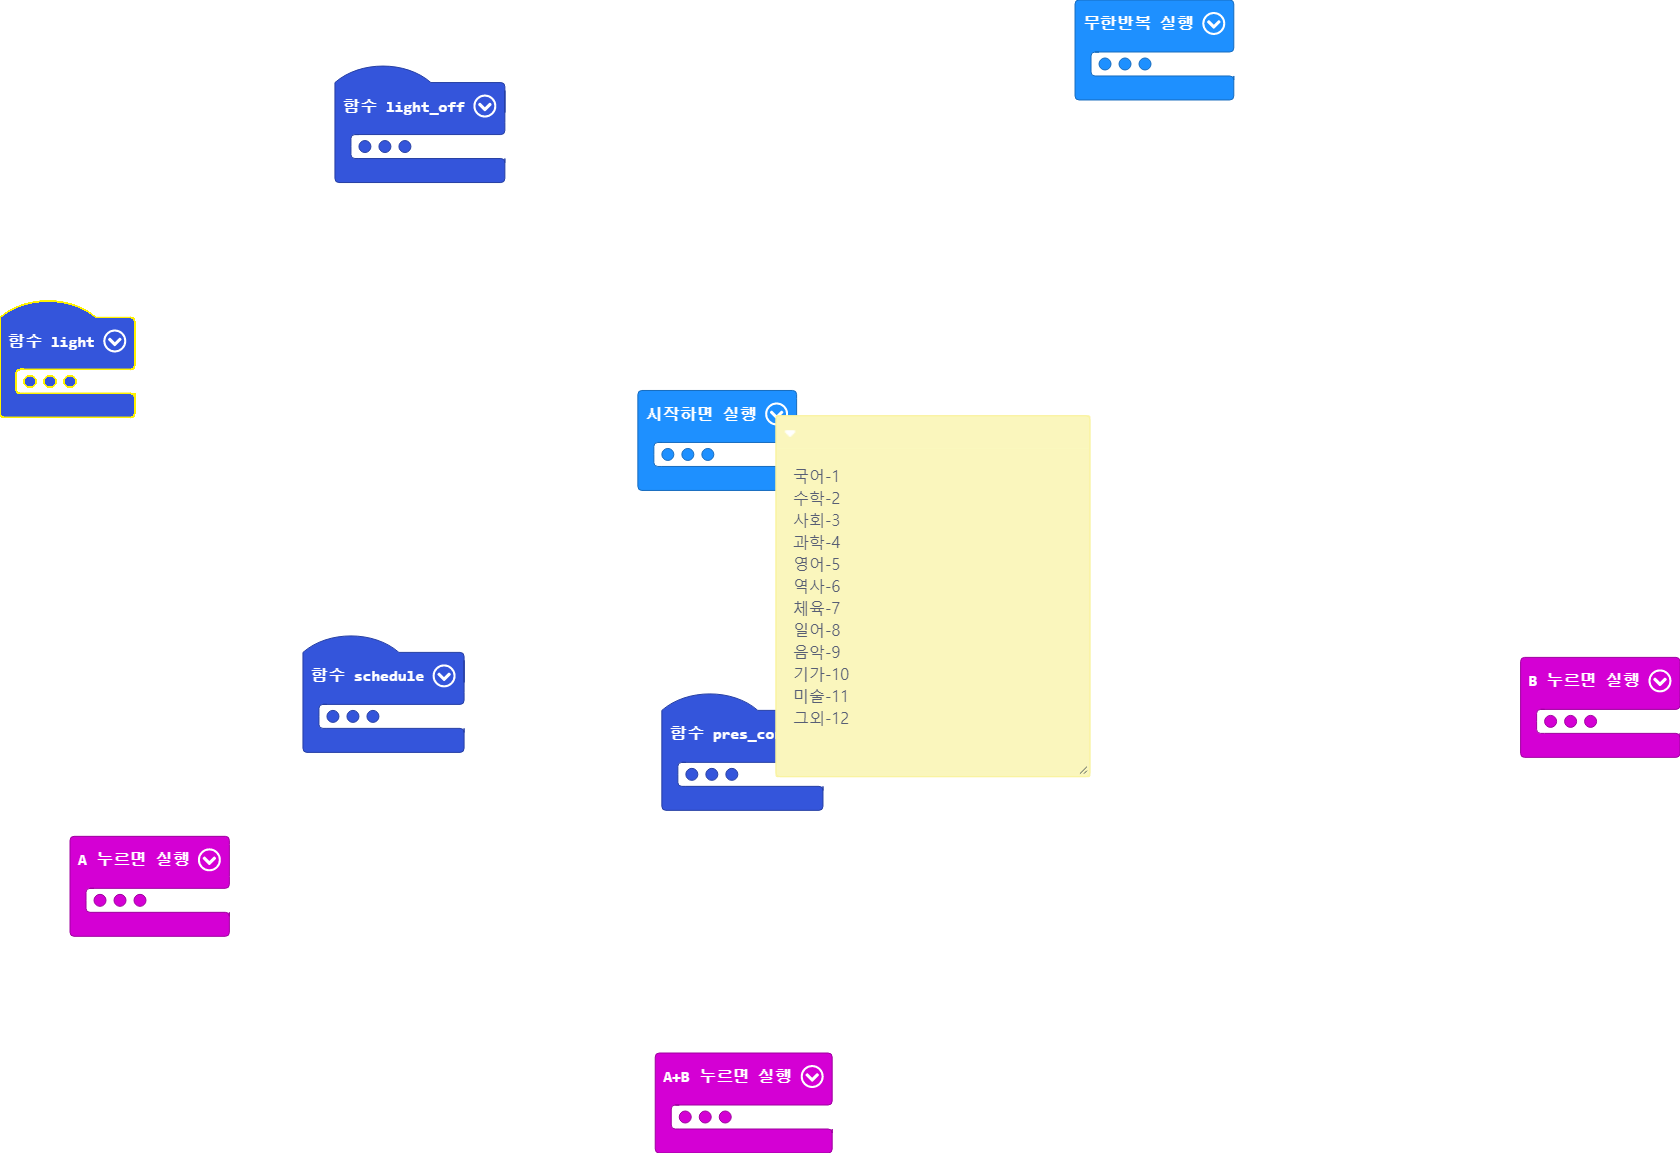 무한반복 실행
함수 light_off
함수 light
시작하면 실행
국어-1
수학-2
사회-3
과학-4
영어-5
역사-6
체육-7
일어-8
음악-9
기가-10
미술-11
그외-12
함수 schedule
B 누르면 실행
함수 pres_co
A 누르면 실행
A+B 누르면 실행